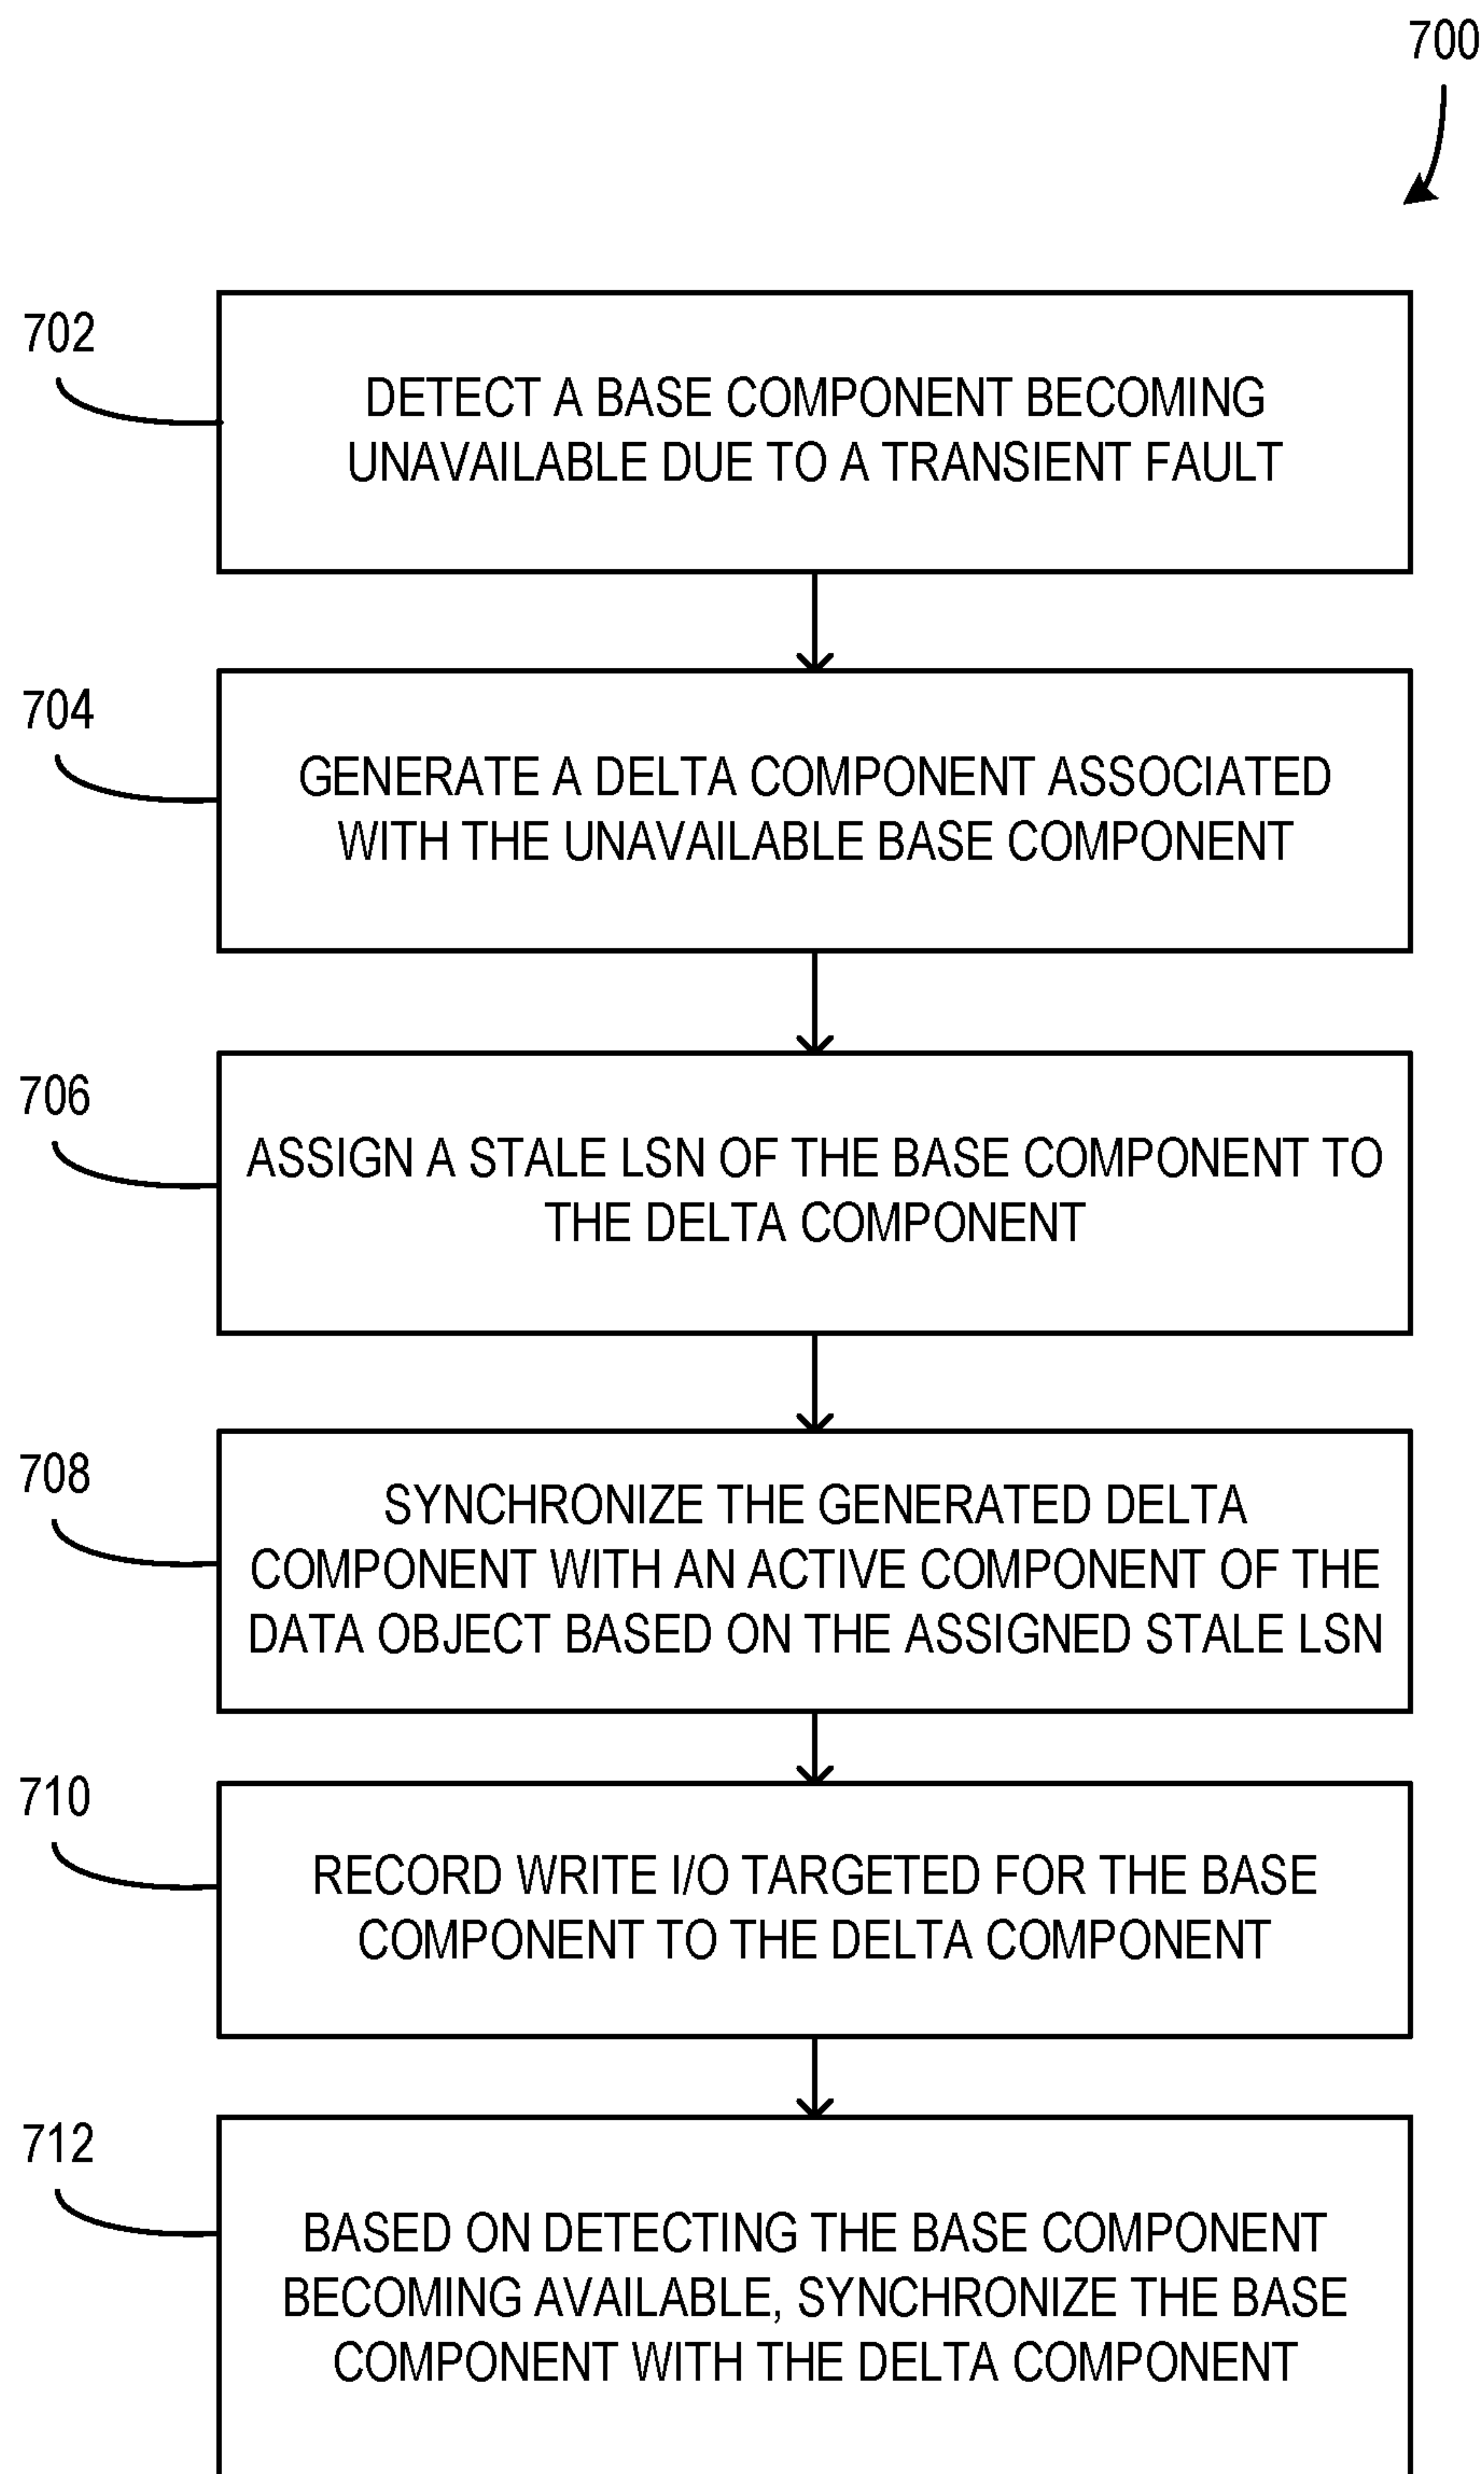 700
702
DETECT A BASE COMPONENT BECOMING
UNAVAILABLE DUE TO A TRANSIENT FAULT
704
GENERATE A DELTA COMPONENT ASSOCIATED
WITH THE UNAVAILABLE BASE COMPONENT
706
ASSIGN A STALE LSN OF THE BASE COMPONENT TO
THE DELTA COMPONENT
708
SYNCHRONIZE THE GENERATED DELTA
COMPONENT WITH AN ACTIVE COMPONENT OF THE
DATA OBJECT BASED ON THE ASSIGNED STALE LSN
710
RECORD WRITE I/O TARGETED FOR THE BASE
COMPONENT TO THE DELTA COMPONENT
712
BASED ON DETECTING THE BASE COMPONENT
BECOMING AVAILABLE, SYNCHRONIZE THE BASE
COMPONENT WITH THE DELTA COMPONENT